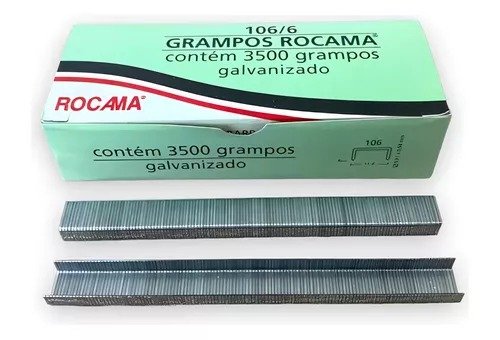 106/6
GRAMPOS ROCAMA®
contém 3500 grampos
galvanizado
ROCAMA®
contém 3500 grampos
galvanizado
106